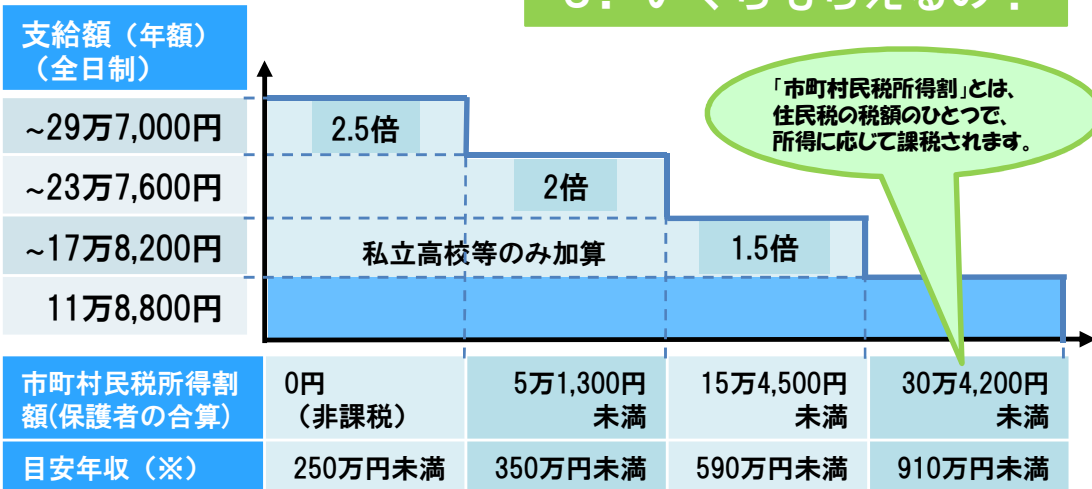 支給額（年額）
（全日制）
~29万7,000円
~23万7,600円
~17万8,200円
11万8,800円
2.5倍
2倍
1.5倍
私立高校等のみ加算
「市町村民税所得割」とは、
住民税の税額のひとつで、
所得に応じて課税されます。
市町村民税所得割
額(保護者の合算)
0円
（非課税）
5万1,300円
未満
15万4,500円
未満
30万4,200円
未満
目安年収（※）
250万円未満
350万円未満
590万円未満
910万円未満